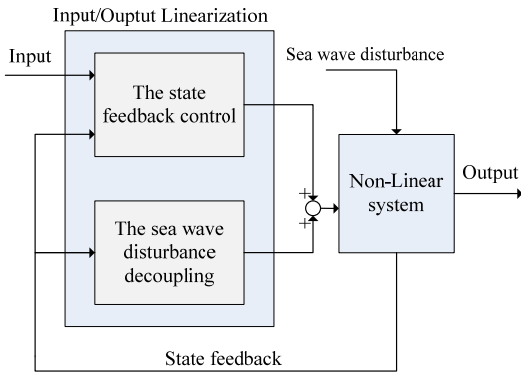 Input/Ouptut Linearization
Input
Sea wave disturbance
The state
feedback control
Non-Linear
system
Output
+
+
The sea wave
disturbance
decoupling
State feedback